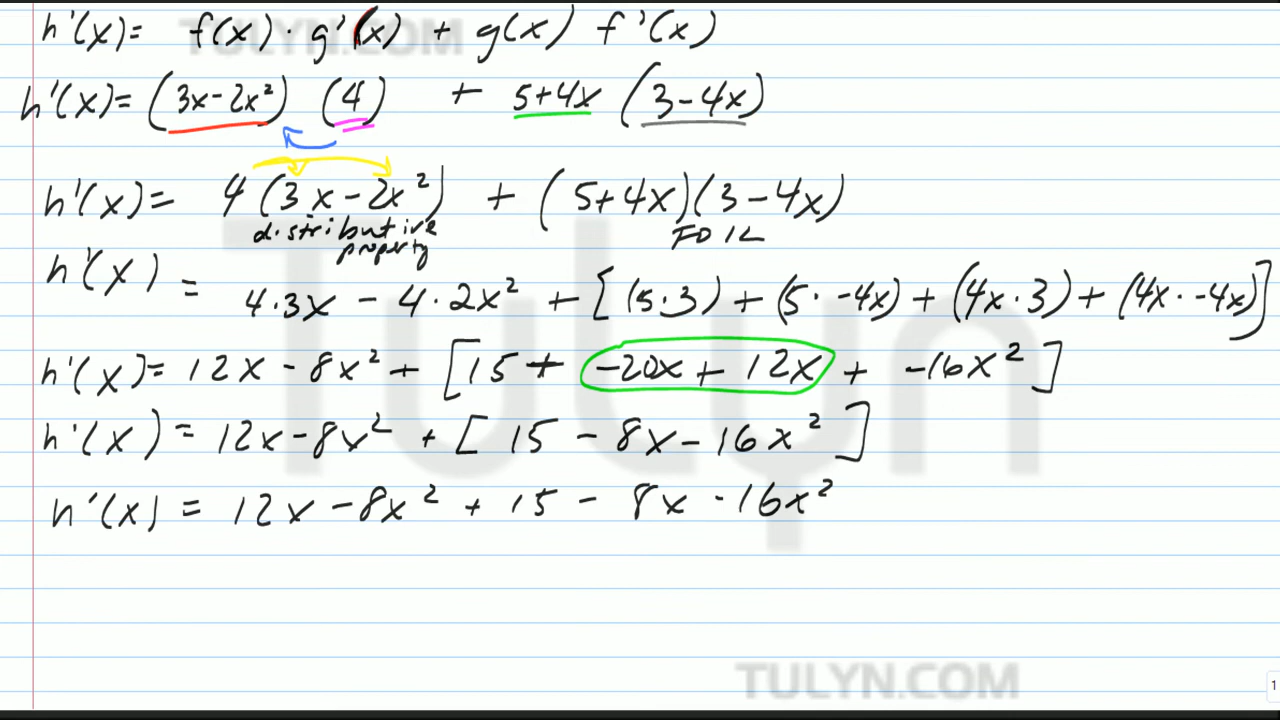 h'(x) = f(x) · g'(x) + g(x) f'(x)
h'(x) = (3x - 2x²) (4) + 5+4x (3 - 4x)
h'(x) = 4 (3x - 2x²) + (5+4x)(3 - 4x)
distributive property
FOIL
h'(x) = 4·3x - 4·2x² + [(5·3) + (5· -4x) + (4x·3) + (4x· -4x)]
h'(x) = 12x - 8x² + [15 + -20x + 12x + -16x²]
h'(x) = 12x - 8x² + [15 - 8x - 16x²]
h'(x) = 12x - 8x² + 15 - 8x - 16x²
TULYN.COM
Tulyn
TULYN.COM
1